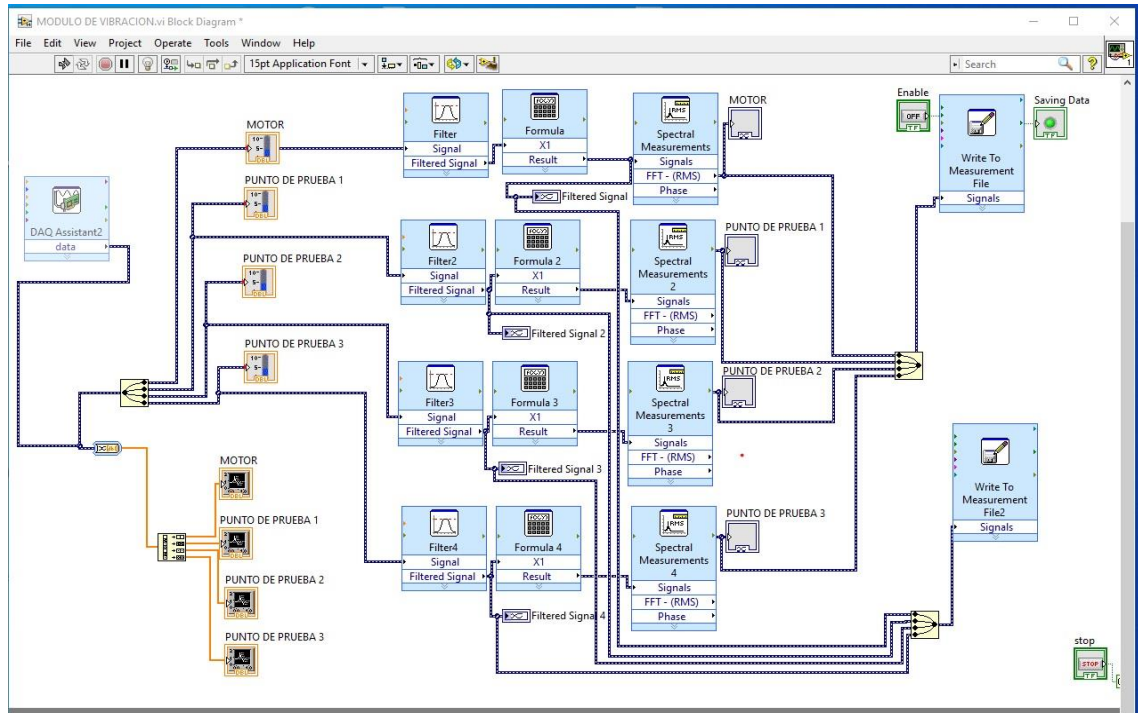 MODULO DE VIBRACION.vi Block Diagram *
File Edit View Project Operate Tools Window Help
15pt Application Font
Search
MOTOR
Filter
Signal
Filtered Signal
Formula
X1
Result
Spectral
Measurements
Signals
FFT - (RMS)
Phase
MOTOR
Enable
OFF
TF
Write To
Measurement
File
Signals
Saving Data
TF
DAQ Assistant2
data
PUNTO DE PRUEBA 1
Filtered Signal
Filter2
Signal
Filtered Signal
Formula 2
X1
Result
Spectral
Measurements
2
Signals
FFT - (RMS)
Phase
PUNTO DE PRUEBA 1
PUNTO DE PRUEBA 2
Filtered Signal 2
PUNTO DE PRUEBA 3
Filter3
Signal
Filtered Signal
Formula 3
X1
Result
Spectral
Measurements
3
Signals
FFT - (RMS)
Phase
PUNTO DE PRUEBA 2
Filtered Signal 3
Write To
Measurement
File2
Signals
MOTOR
PUNTO DE PRUEBA 1
PUNTO DE PRUEBA 2
PUNTO DE PRUEBA 3
Filter4
Signal
Filtered Signal
Formula 4
X1
Result
Spectral
Measurements
4
Signals
FFT - (RMS)
Phase
PUNTO DE PRUEBA 3
Filtered Signal 4
stop
STOP
TF